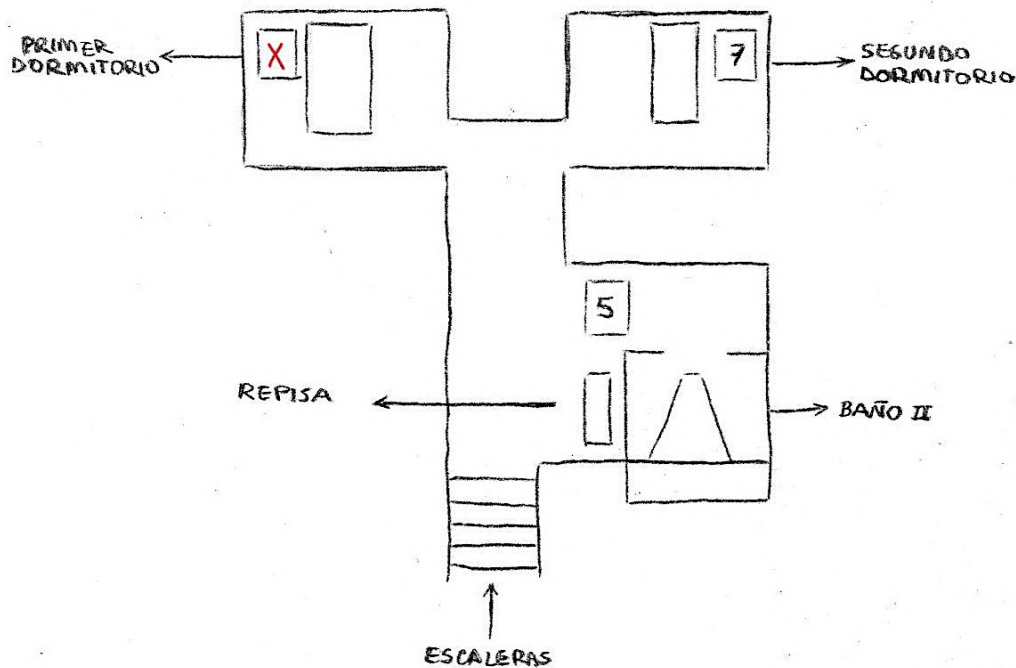 PRIMER
DORMITORIO
X
7
SEGUNDO
DORMITORIO
5
REPISA
BAÑO II
ESCALERAS